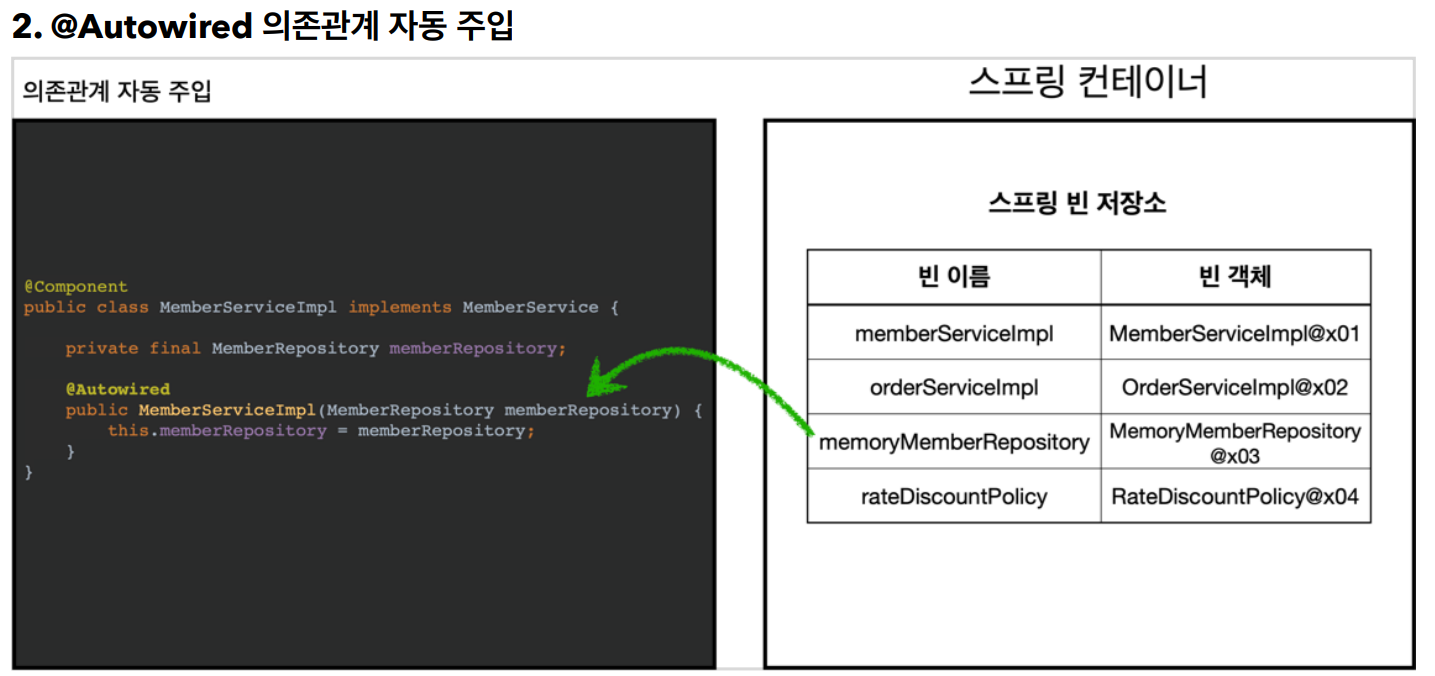 2. @Autowired 의존관계 자동 주입
의존관계 자동 주입
@Component
public class MemberServiceImpl implements MemberService {
private final MemberRepository memberRepository;
@Autowired
public MemberServiceImpl(MemberRepository memberRepository) {
this.memberRepository = memberRepository;
}
}
스프링 컨테이너
스프링 빈 저장소
빈 이름 빈 객체
memberServiceImpl MemberServiceImpl@x01
orderServiceImpl OrderServiceImpl@x02
memoryMemberRepository MemoryMemberRepository
@x03
rateDiscountPolicy RateDiscountPolicy@x04